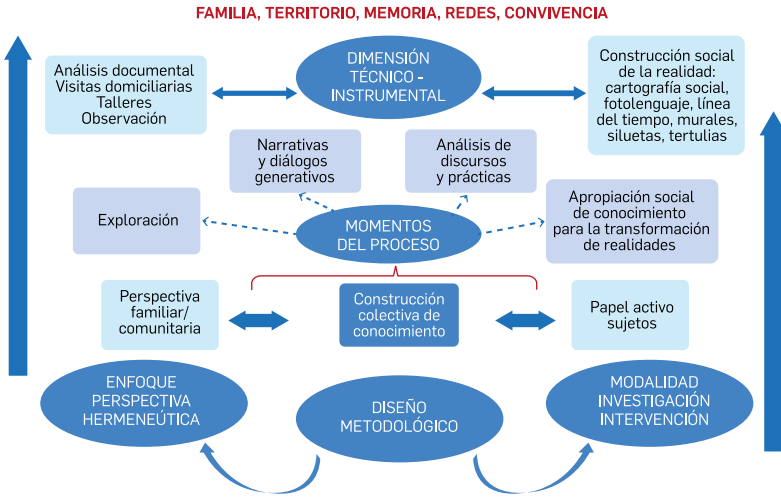 FAMILIA, TERRITORIO, MEMORIA, REDES, CONVIVENCIA
Análisis documental
Visitas domiciliarias
Talleres
Observación
DIMENSIÓN
TÉCNICO -
INSTRUMENTAL
Construcción social
de la realidad:
cartografía social,
fotolenguaje, línea
del tiempo, murales,
siluetas, tertulias
Narrativas
y diálogos
generativos
Análisis de
discursos
y prácticas
Exploración
MOMENTOS
DEL PROCESO
Apropiación social
de conocimiento
para la transformación
de realidades
Perspectiva
familiar/
comunitaria
Construcción
colectiva de
conocimiento
Papel activo
sujetos
ENFOQUE
PERSPECTIVA
HERMENEÚTICA
DISEÑO
METODOLÓGICO
MODALIDAD
INVESTIGACIÓN
INTERVENCIÓN